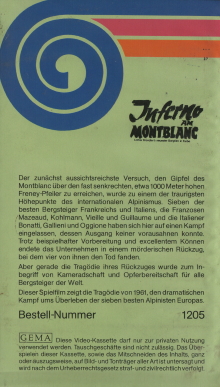 Inferno
AM
MONTBLANC
Der zunächst aussichtsreichste Versuch, den Gipfel des
Montblanc über den fast senkrechten, etwa 1000 Meter hohen
Freney-Pfeiler zu erreichen, wurde zu einem der traurigsten
Höhepunkte des internationalen Alpinismus. Sieben der
besten Bergsteiger Frankreichs und Italiens, die Franzosen
Mazeaud, Kohlmann, Vieille und Guillaume und die Italiener
Bonatti, Gallieni und Oggione haben sich hier auf einen Kampf
eingelassen, dessen Ausgang keiner vorausahnen konnte.
Trotz beispielhafter Vorbereitung und excellentem Können
endete das Unternehmen in einem mörderischen Rückzug,
bei dem vier von ihnen den Tod fanden.
Aber gerade die Tragödie ihres Rückzuges wurde zum In-
begriff von Kameradschaft und Opferbereitschaft für alle
Bergsteiger der Welt.
Dieser Spielfilm zeigt die Tragödie von 1961, den dramatischen
Kampf ums Überleben der sieben besten Alpinisten Europas.
Bestell-Nummer 1205
GEMA Diese Video-Kassette darf nur zur privaten Nutzung
verwendet werden. Tauschgeschäfte sind nicht zulässig. Das Über-
spielen dieser Kassette, sowie das Mitschneiden des Inhalts, ganz
oder auszugsweise, auf Bild- und Tonträger aller Art ist untersagt und
wird nach dem Urheberrechtsgesetz straf- und zivilrechtlich verfolgt.